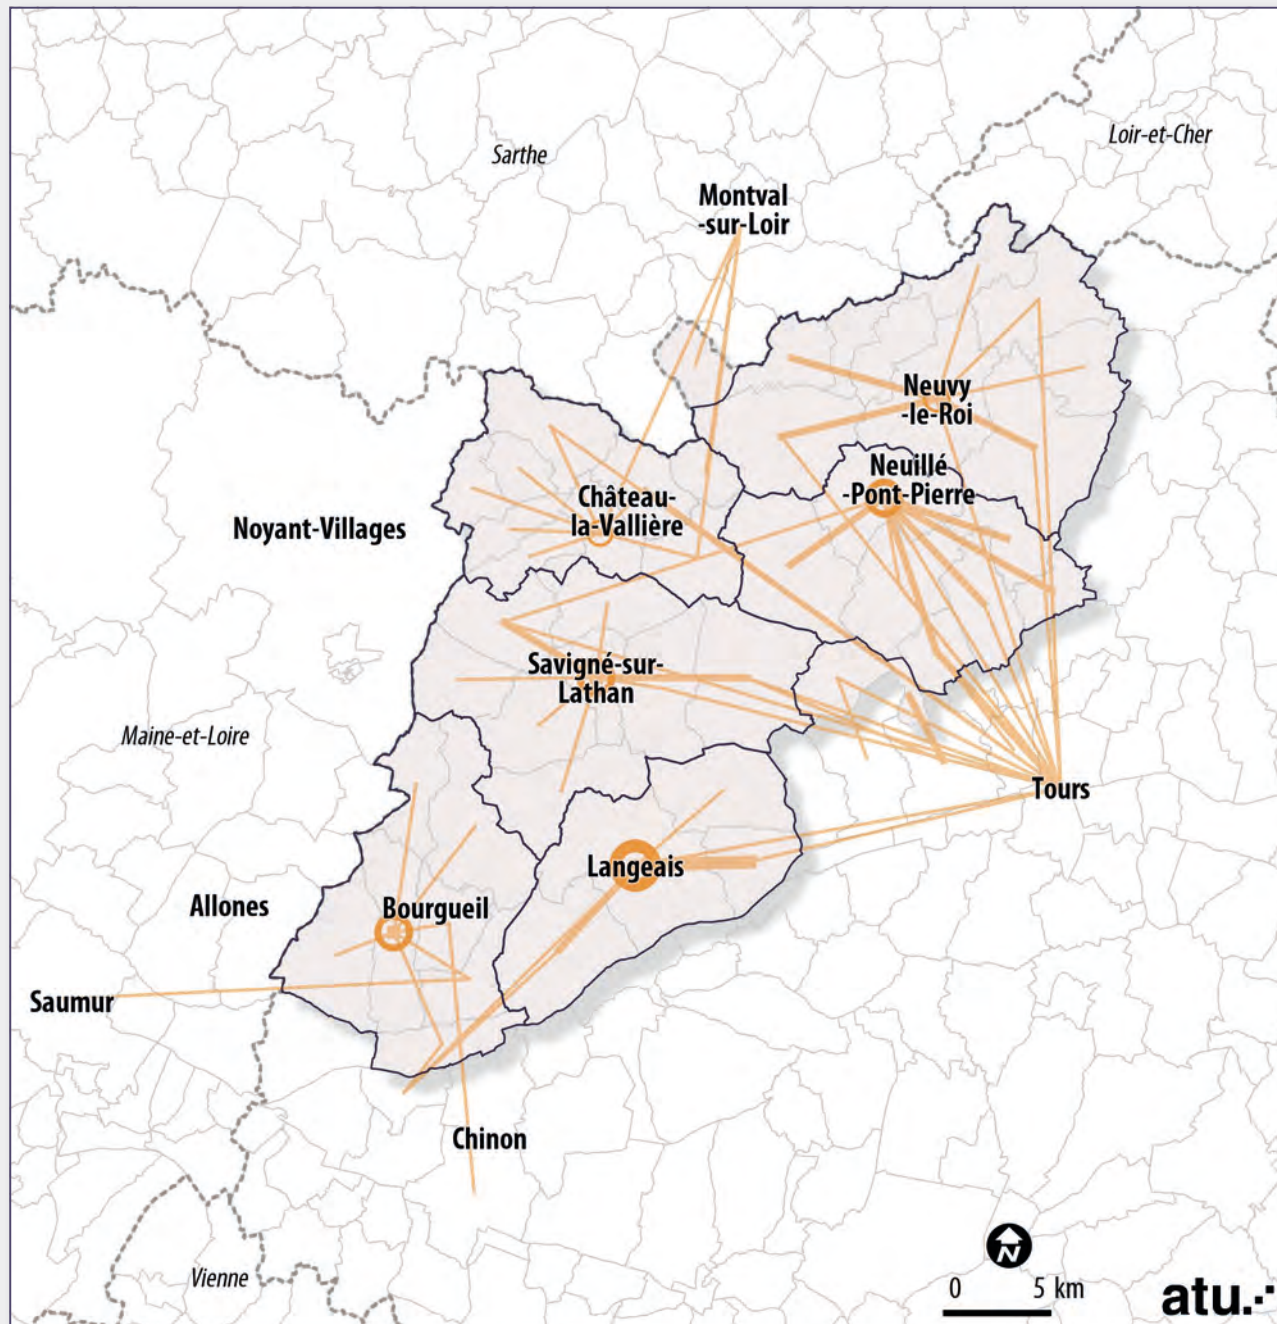 Loir-et-Cher
Sarthe
Montval
-sur-Loir
Neuvy
-le-Roi
Neuillé
-Pont-Pierre
Château-
la-Vallière
Noyant-Villages
Savigné-sur-
Lathan
Maine-et-Loire
Tours
Langeais
Allones
Bourgueil
Saumur
Chinon
N
Vienne
0 5 km
atu.